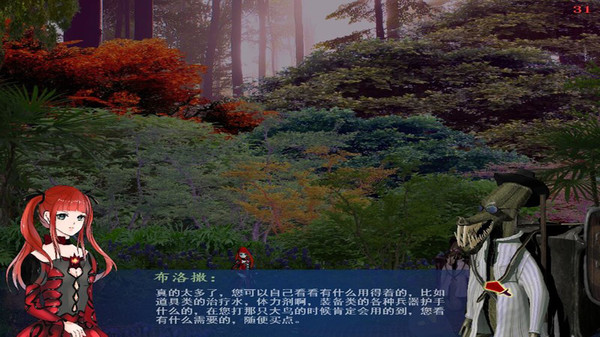 31
布洛撒：
真的太多了，您可以自己看看有什么用得着的，比如
道具类的治疗水，体力剂啊，装备类的各种兵器护手
什么的，在您打那只大鸟的时候肯定会用的到，您看
有什么需要的，随便买点。